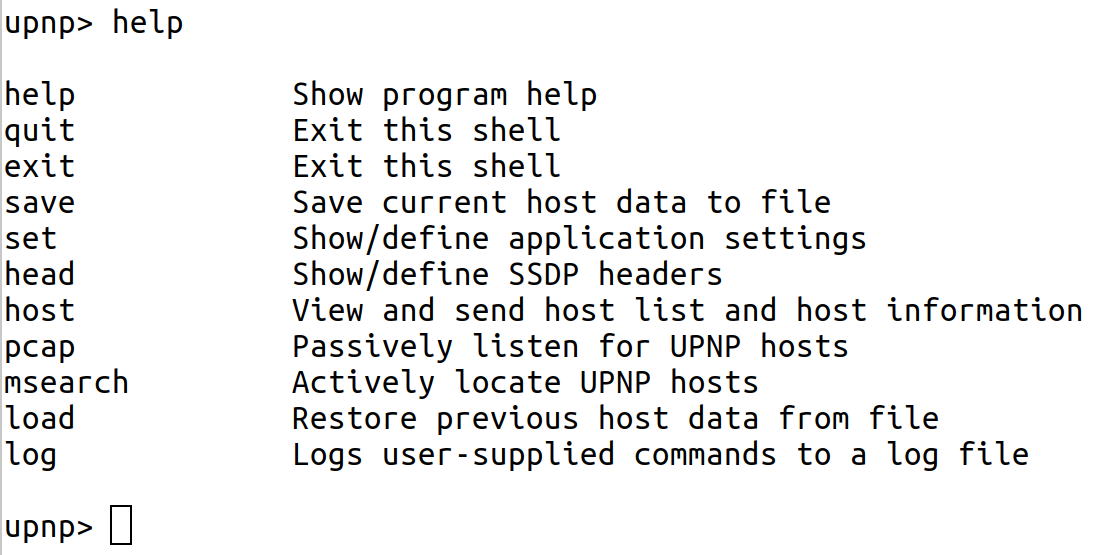 upnp> help
help Show program help
quit Exit this shell
exit Exit this shell
save Save current host data to file
set Show/define application settings
head Show/define SSDP headers
host View and send host list and host information
pcap Passively listen for UPNP hosts
msearch Actively locate UPNP hosts
load Restore previous host data from file
log Logs user-supplied commands to a log file
upnp>